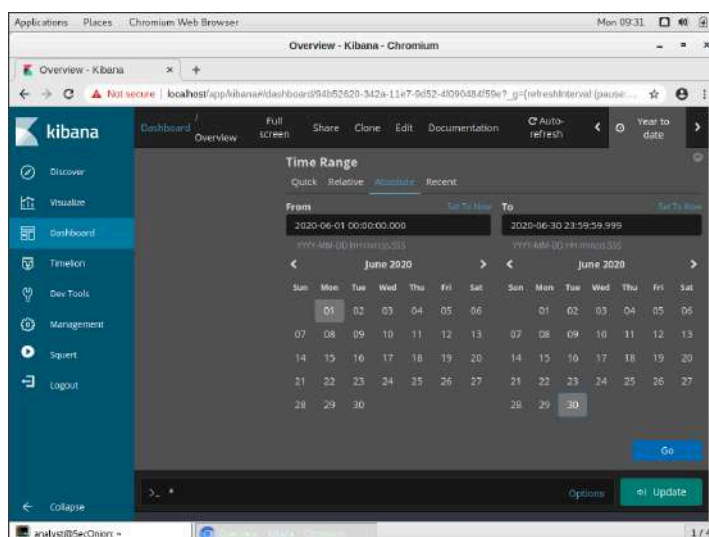 Applications Places Chromium Web Browser Mon 09:31
Overview - Kibana - Chromium
Overview - Kibana × +
Not secure | localhost/app/kibana#/dashboard/94b52620-342a-11e7-9d52-4f090484f59e?_g=(refreshInterval:(pause:...
kibana
Dashboard / Overview Full screen Share Clone Edit Documentation Auto-refresh Year to date
Time Range
Quick Relative Absolute Recent
From Set To Now To Set To Now
2020-06-01 00:00:00.000 2020-06-30 23:59:59.999
YYYY-MM-DD HH:mm:ss.SSS YYYY-MM-DD HH:mm:ss.SSS
June 2020 June 2020
Sun Mon Tue Wed Thu Fri Sat Sun Mon Tue Wed Thu Fri Sat
01 02 03 04 05 06 01 02 03 04 05 06
07 08 09 10 11 12 13 07 08 09 10 11 12 13
14 15 16 17 18 19 20 14 15 16 17 18 19 20
21 22 23 24 25 26 27 21 22 23 24 25 26 27
28 29 30 28 29 30
Go
Discover
Visualize
Dashboard
Timelion
Dev Tools
Management
Squert
Logout
Collapse
>_ * Options Update
analyst@SecOnion: ~ 1 / 4